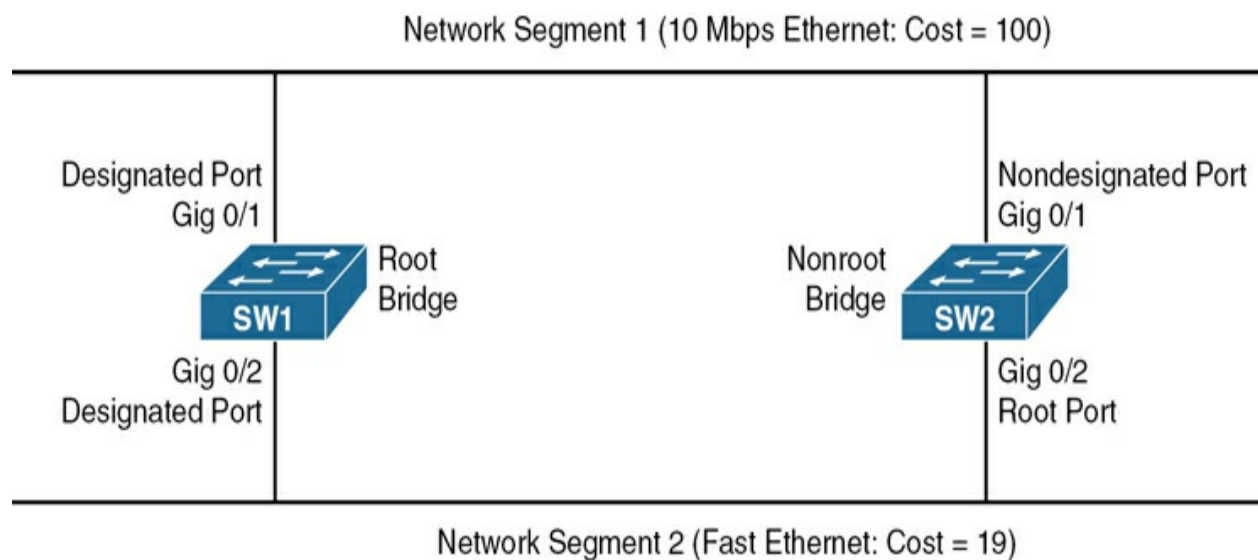 Network Segment 1 (10 Mbps Ethernet: Cost = 100)
Designated Port
Gig 0/1
Root
Bridge
SW1
Gig 0/2
Designated Port
Nondesignated Port
Gig 0/1
Nonroot
Bridge
SW2
Gig 0/2
Root Port
Network Segment 2 (Fast Ethernet: Cost = 19)